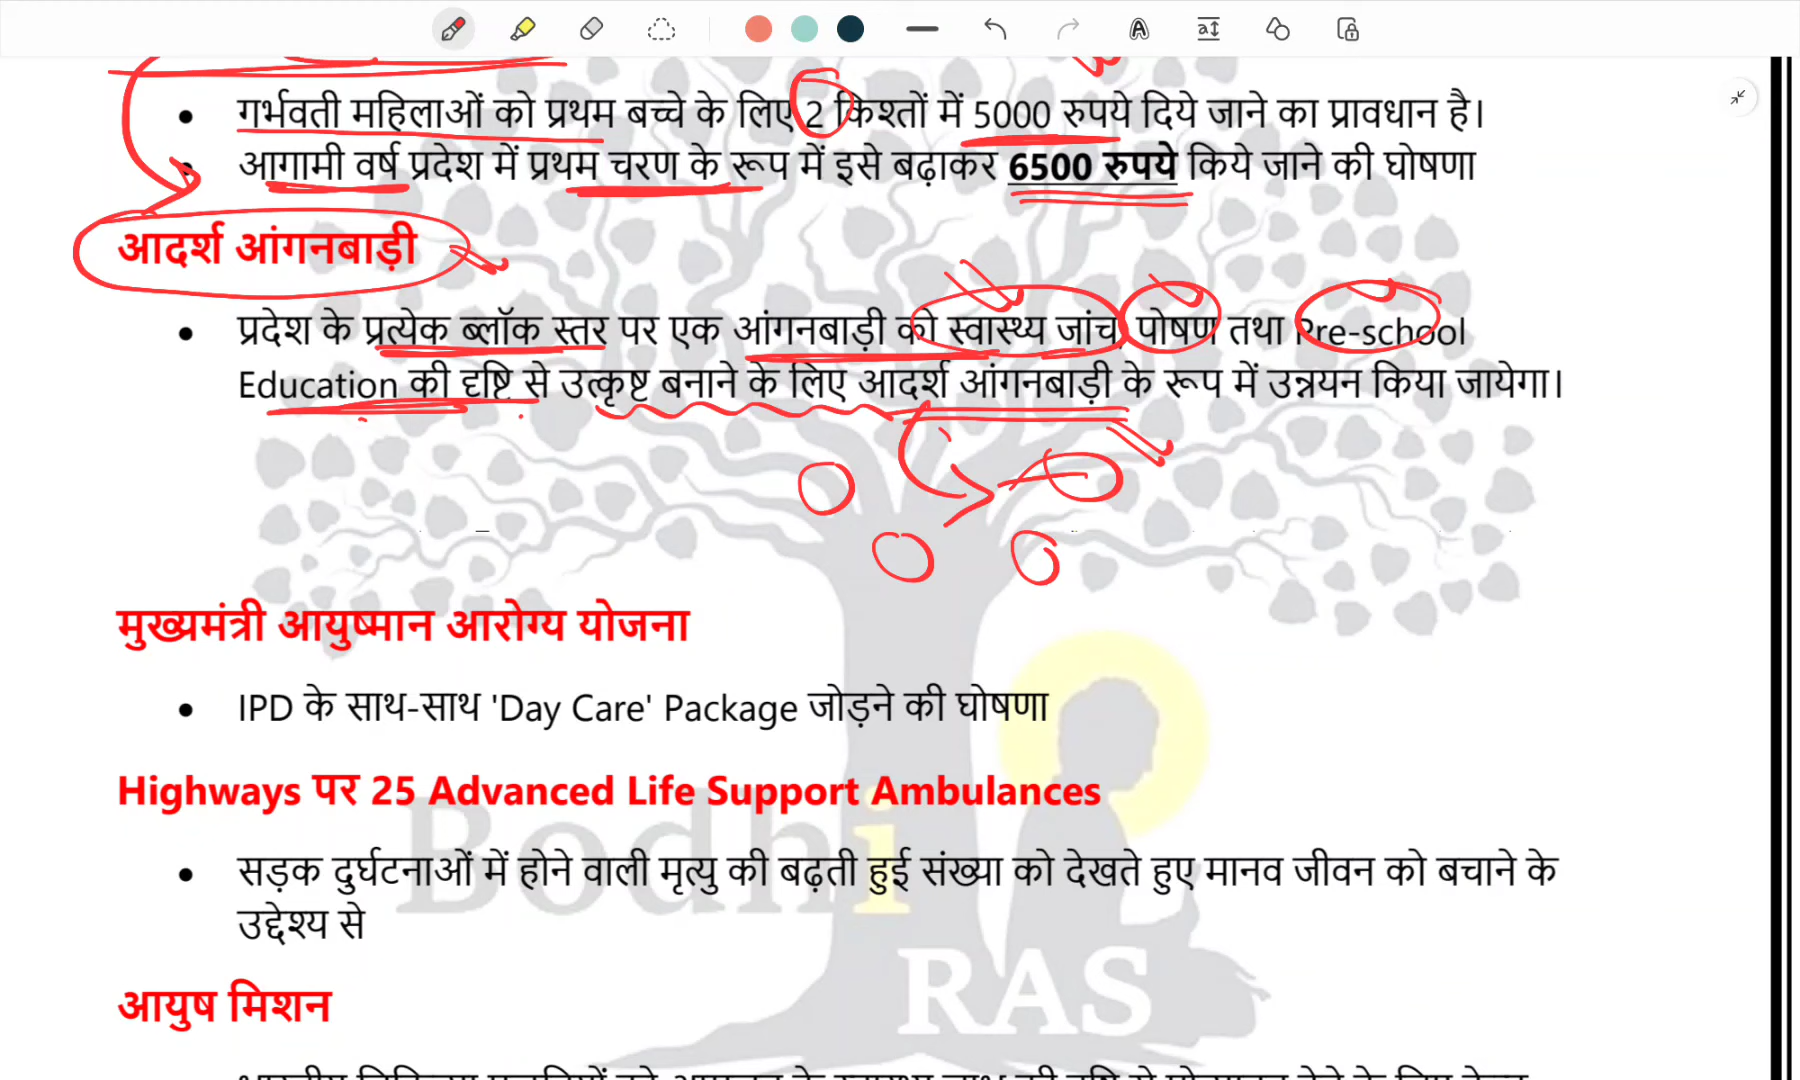 गर्भवती महिलाओं को प्रथम बच्चे के लिए 2 किश्तों में 5000 रुपये दिये जाने का प्रावधान है।
आगामी वर्ष प्रदेश में प्रथम चरण के रूप में इसे बढ़ाकर 6500 रुपये किये जाने की घोषणा
आदर्श आंगनबाड़ी
प्रदेश के प्रत्येक ब्लॉक स्तर पर एक आंगनबाड़ी को स्वास्थ्य जांच, पोषण तथा Pre-school
Education की दृष्टि से उत्कृष्ट बनाने के लिए आदर्श आंगनबाड़ी के रूप में उन्नयन किया जायेगा।
मुख्यमंत्री आयुष्मान आरोग्य योजना
IPD के साथ-साथ 'Day Care' Package जोड़ने की घोषणा
Highways पर 25 Advanced Life Support Ambulances
सड़क दुर्घटनाओं में होने वाली मृत्यु की बढ़ती हुई संख्या को देखते हुए मानव जीवन को बचाने के
उद्देश्य से
Bodhi
RAS
आयुष मिशन